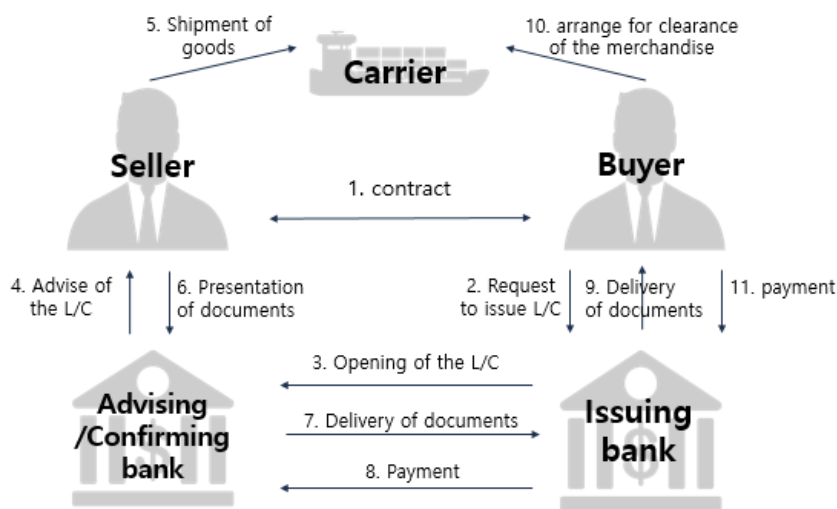 5. Shipment of
goods
10. arrange for clearance
of the merchandise
Carrier
Seller
Buyer
1. contract
4. Advise of
the L/C
6. Presentation
of documents
2. Request
to issue L/C
9. Delivery
of documents
11. payment
3. Opening of the L/C
Advising
/Confirming
bank
7. Delivery of documents
Issuing
bank
8. Payment